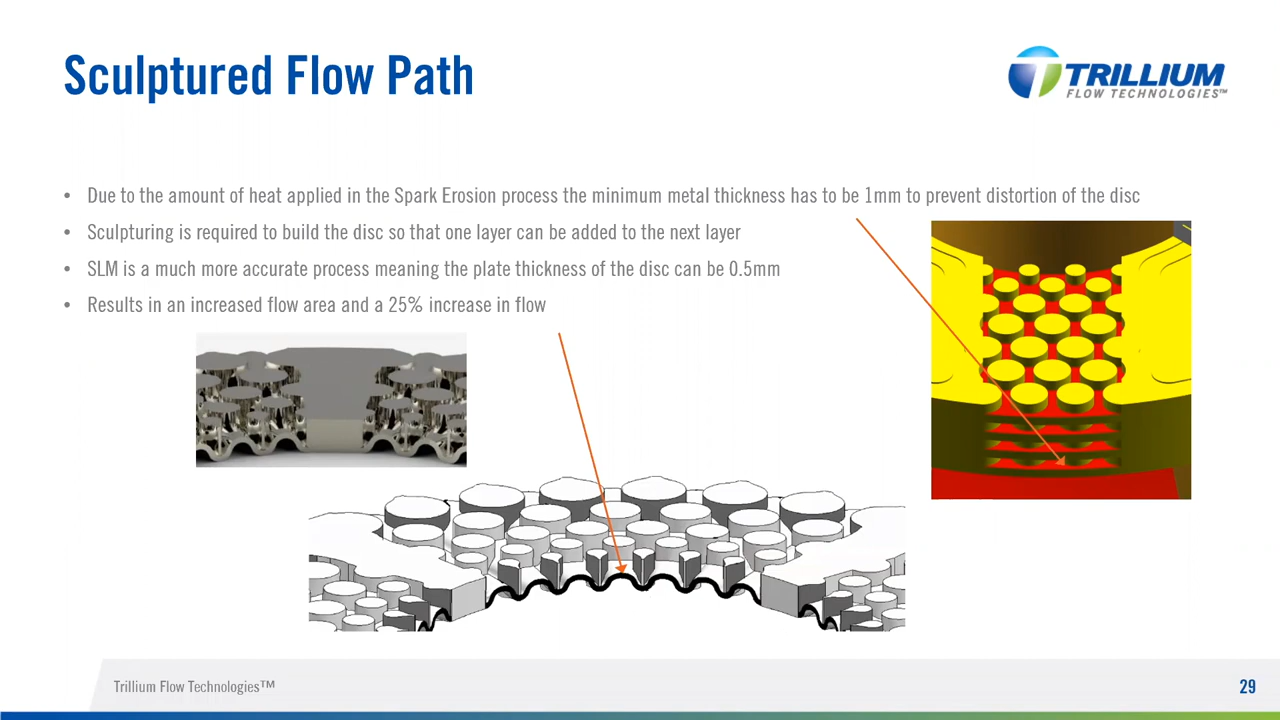 Sculptured Flow Path
TRILLIUM
FLOW TECHNOLOGIES™
• Due to the amount of heat applied in the Spark Erosion process the minimum metal thickness has to be 1mm to prevent distortion of the disc
• Sculpturing is required to build the disc so that one layer can be added to the next layer
• SLM is a much more accurate process meaning the plate thickness of the disc can be 0.5mm
• Results in an increased flow area and a 25% increase in flow
Trillium Flow Technologies™
29